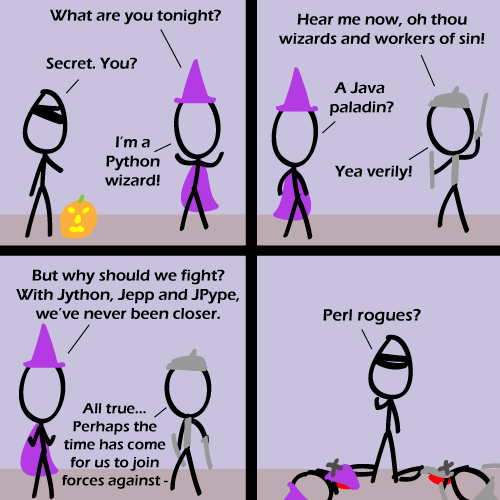 What are you tonight?
Secret. You?
I'm a
Python
wizard!
Hear me now, oh thou
wizards and workers of sin!
A Java
paladin?
Yea verily!
But why should we fight?
With Jython, Jepp and JPype,
we've never been closer.
All true...
Perhaps the
time has come
for us to join
forces against -
Perl rogues?